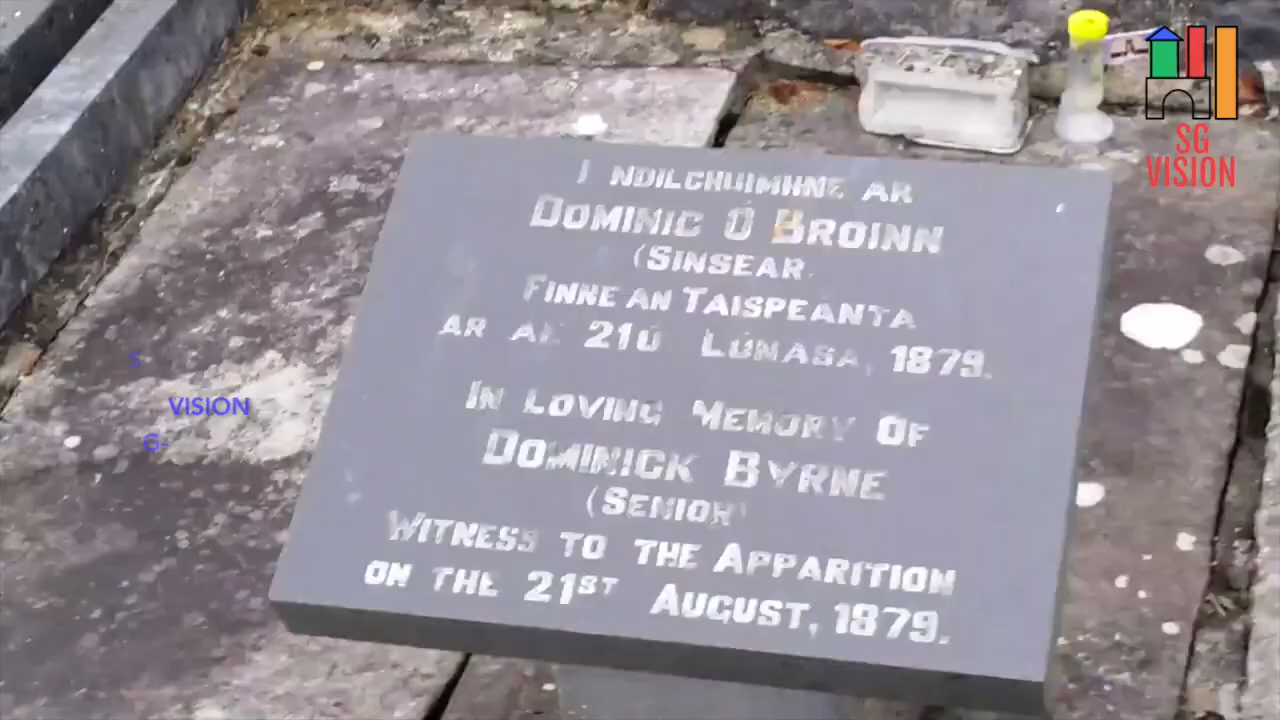 I NDILCHUIMHNE AR
DOMINIC Ó BROINN
(SINSEAR)
FINNE AN TAISPEANTA
AR AN 21Ú LÚNASA, 1879.
IN LOVING MEMORY OF
DOMINICK BYRNE
(SENIOR)
WITNESS TO THE APPARITION
ON THE 21ST AUGUST, 1879.
SG
VISION
S
VISION
G-